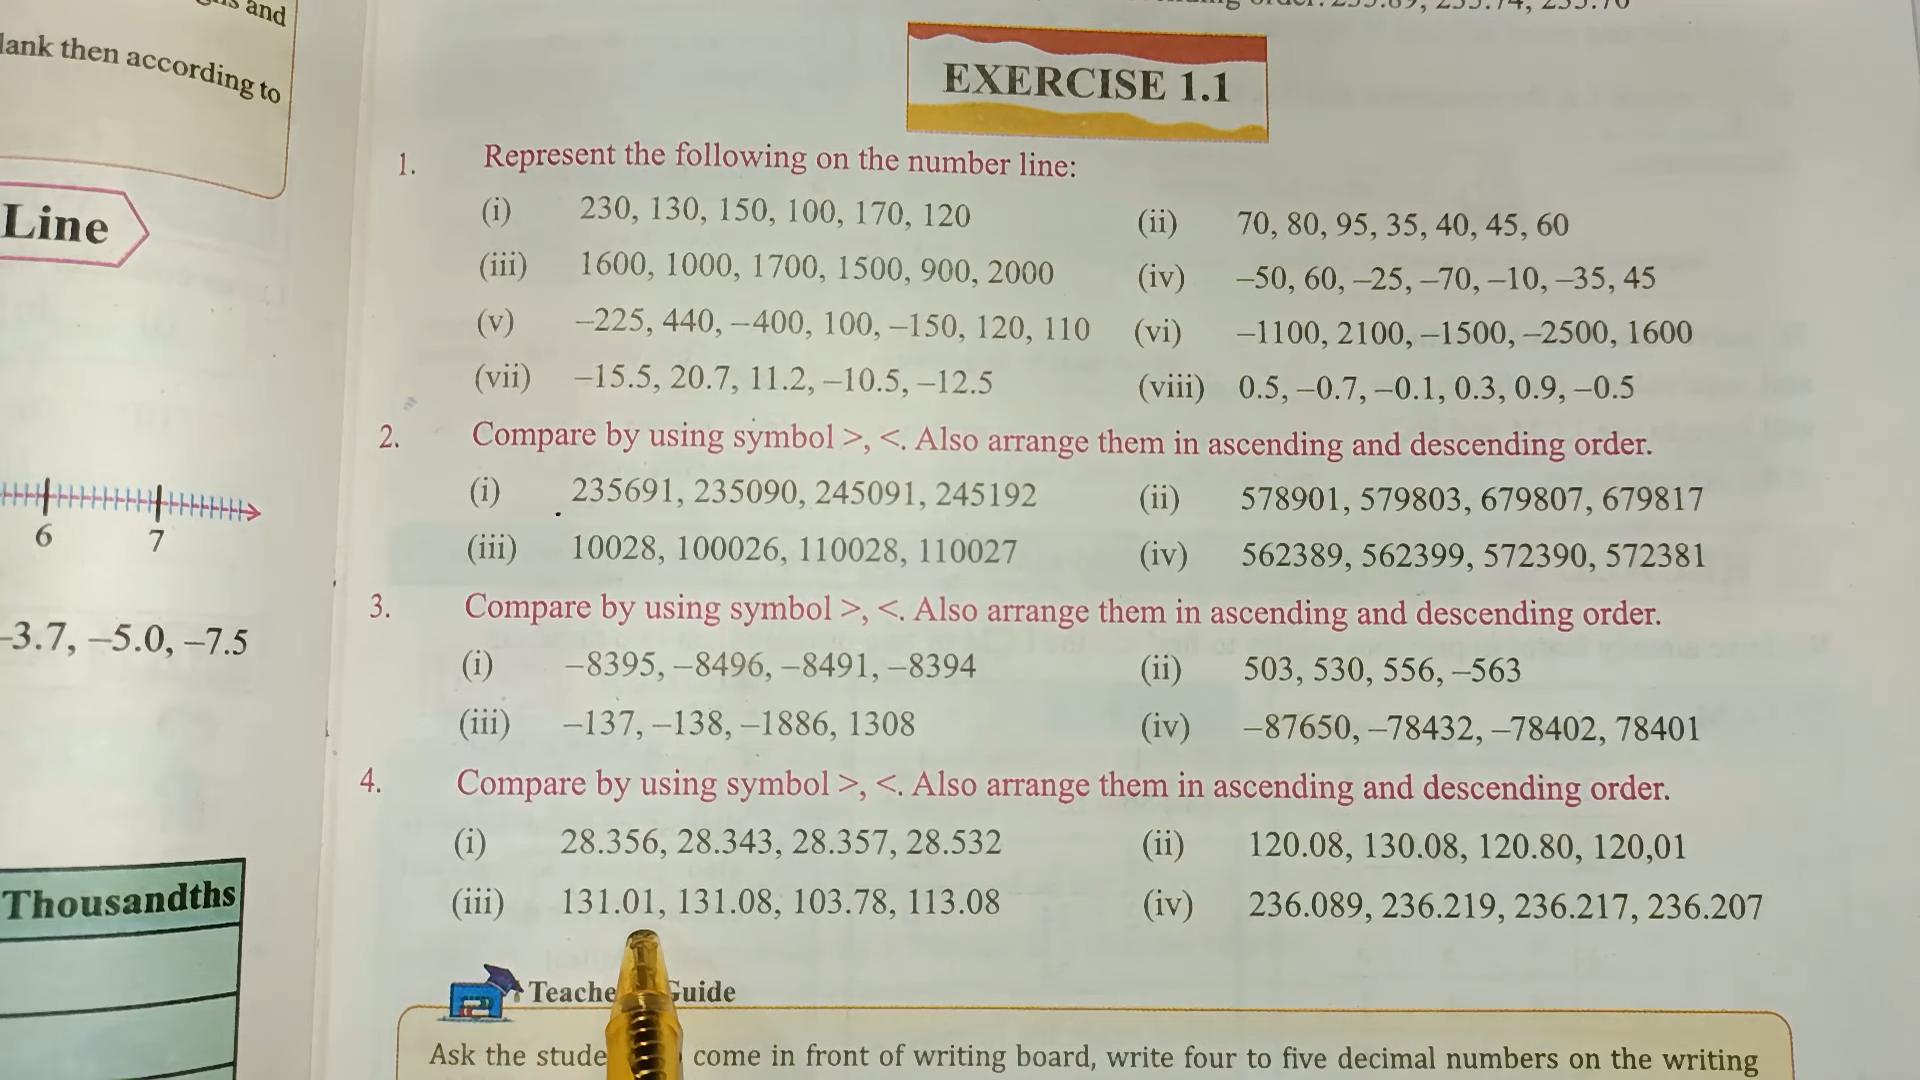 and
then according to
Line
6 7
–3.7, –5.0, –7.5
Thousandths
EXERCISE 1.1
1. Represent the following on the number line:
(i) 230, 130, 150, 100, 170, 120 (ii) 70, 80, 95, 35, 40, 45, 60
(iii) 1600, 1000, 1700, 1500, 900, 2000 (iv) –50, 60, –25, –70, –10, –35, 45
(v) –225, 440, –400, 100, –150, 120, 110 (vi) –1100, 2100, –1500, –2500, 1600
(vii) –15.5, 20.7, 11.2, –10.5, –12.5 (viii) 0.5, –0.7, –0.1, 0.3, 0.9, –0.5
2. Compare by using symbol >, <. Also arrange them in ascending and descending order.
(i) 235691, 235090, 245091, 245192 (ii) 578901, 579803, 679807, 679817
(iii) 10028, 100026, 110028, 110027 (iv) 562389, 562399, 572390, 572381
3. Compare by using symbol >, <. Also arrange them in ascending and descending order.
(i) –8395, –8496, –8491, –8394 (ii) 503, 530, 556, –563
(iii) –137, –138, –1886, 1308 (iv) –87650, –78432, –78402, 78401
4. Compare by using symbol >, <. Also arrange them in ascending and descending order.
(i) 28.356, 28.343, 28.357, 28.532 (ii) 120.08, 130.08, 120.80, 120,01
(iii) 131.01, 131.08, 103.78, 113.08 (iv) 236.089, 236.219, 236.217, 236.207
Ask the come in front of writing board, write four to five decimal numbers on the writing